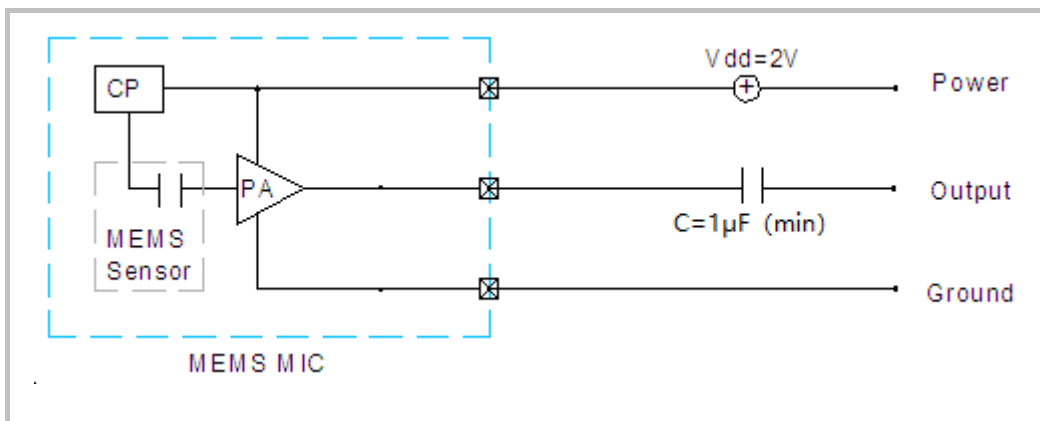 Vdd=2V
CP
Power
PA
Output
C=1μF (min)
MEMS
Sensor
Ground
MEMS MIC